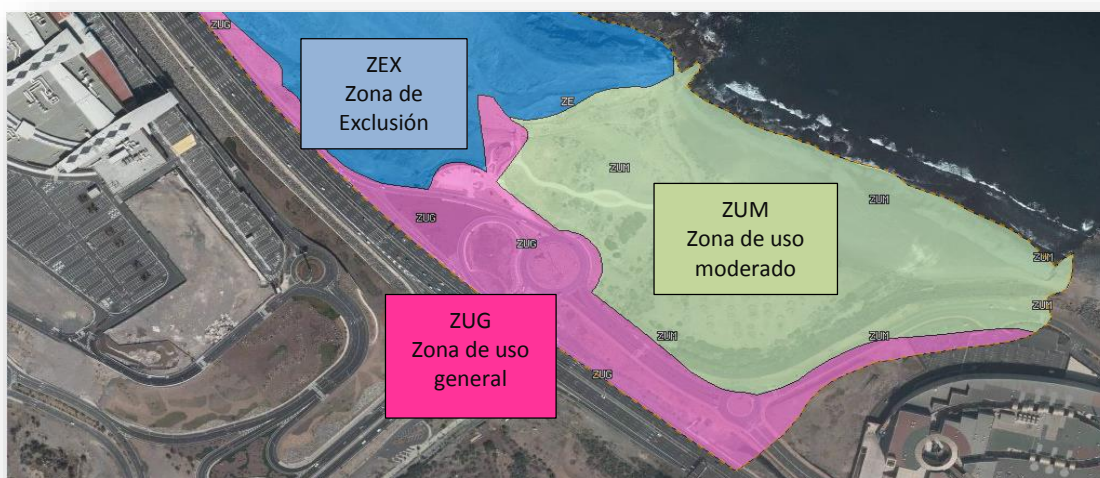 ZUG
ZEX
Zona de
Exclusión
ZE
ZUM
ZUM
ZUM
Zona de uso
moderado
ZUG
ZUG
ZUM
ZUM
ZUG
Zona de uso
general
ZUM
ZUM
ZUG